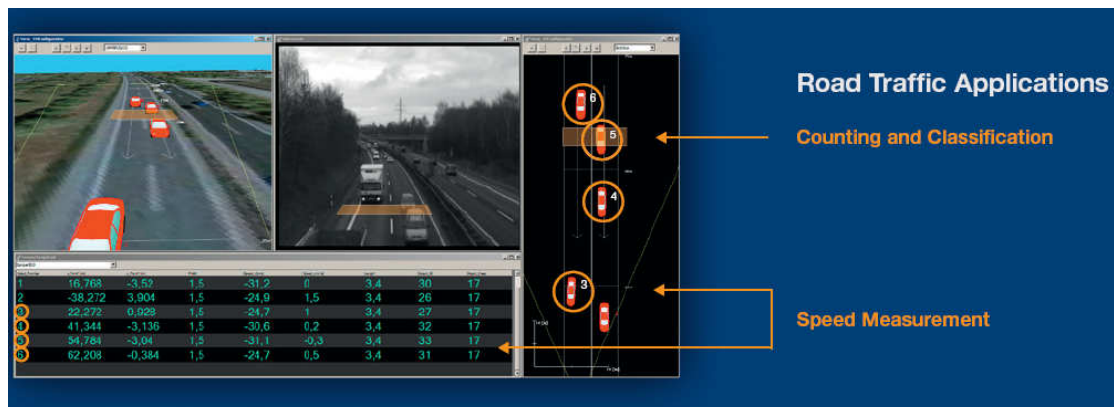 Road Traffic Applications
Counting and Classification
Speed Measurement
6
5
4
3
1 16,768 -3,52 1,5 -31,2 0 3,4 30 17
2 -38,272 3,904 1,5 -24,9 1,5 3,4 26 17
3 22,272 0,928 1,5 -24,7 1 3,4 27 17
4 41,344 -3,136 1,5 -30,6 0,2 3,4 32 17
5 54,784 -3,04 1,5 -31,1 -0,3 3,4 33 17
6 62,208 -0,384 1,5 -24,7 0,5 3,4 31 17